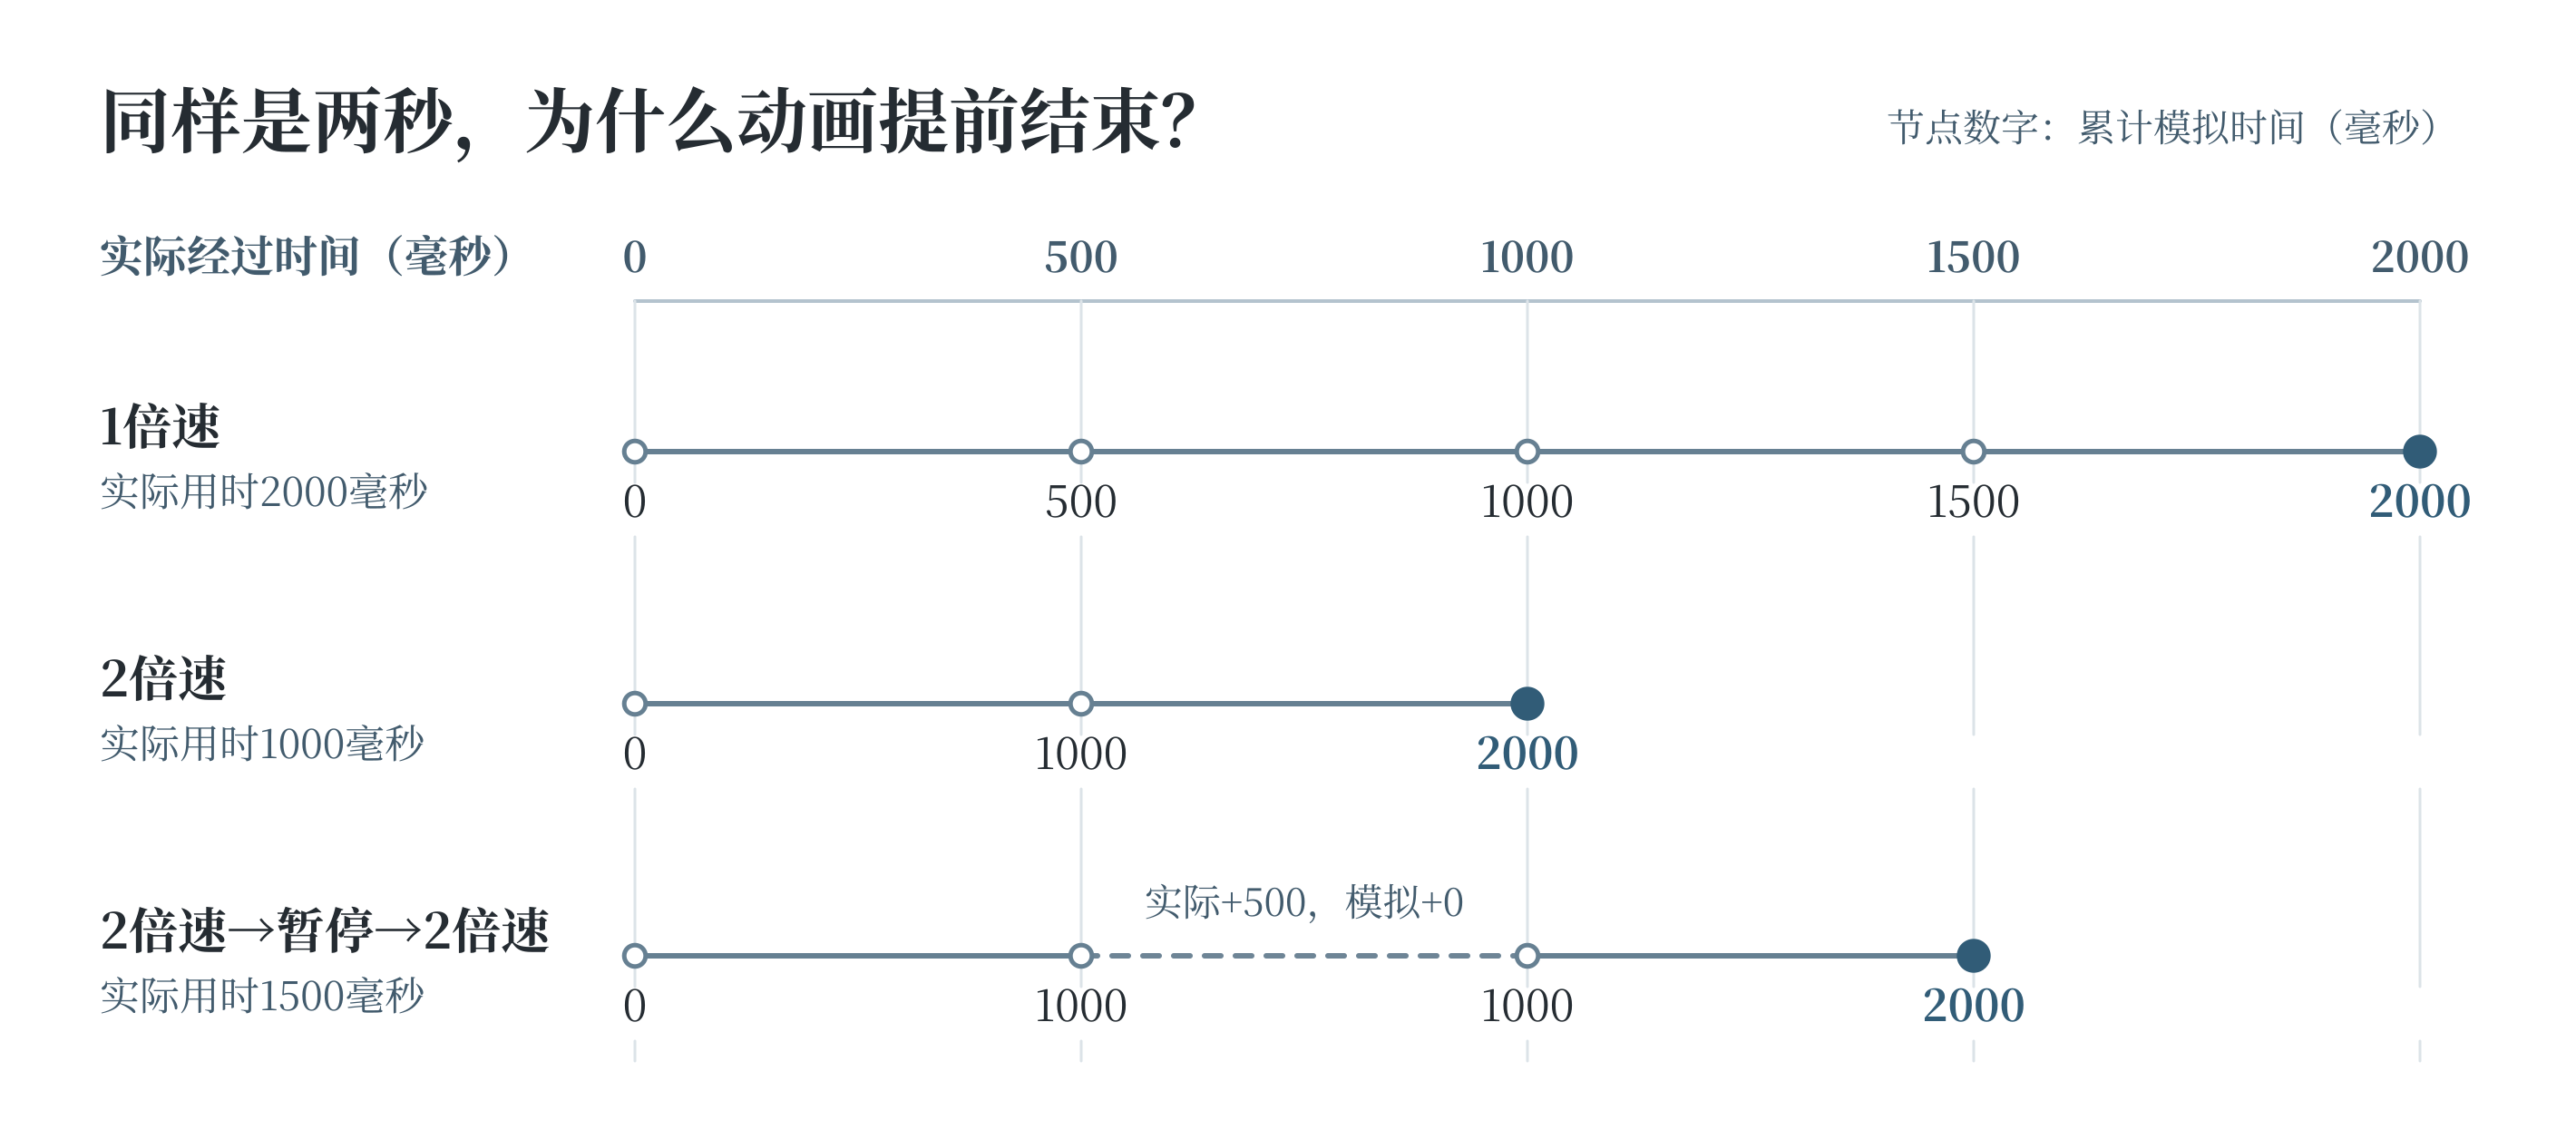 同样是两秒，为什么动画提前结束？
节点数字：累计模拟时间（毫秒）
实际经过时间（毫秒） 0 500 1000 1500 2000
1倍速
实际用时2000毫秒
0 500 1000 1500 2000
2倍速
实际用时1000毫秒
0 1000 2000
实际+500，模拟+0
2倍速→暂停→2倍速
实际用时1500毫秒
0 1000 1000 2000